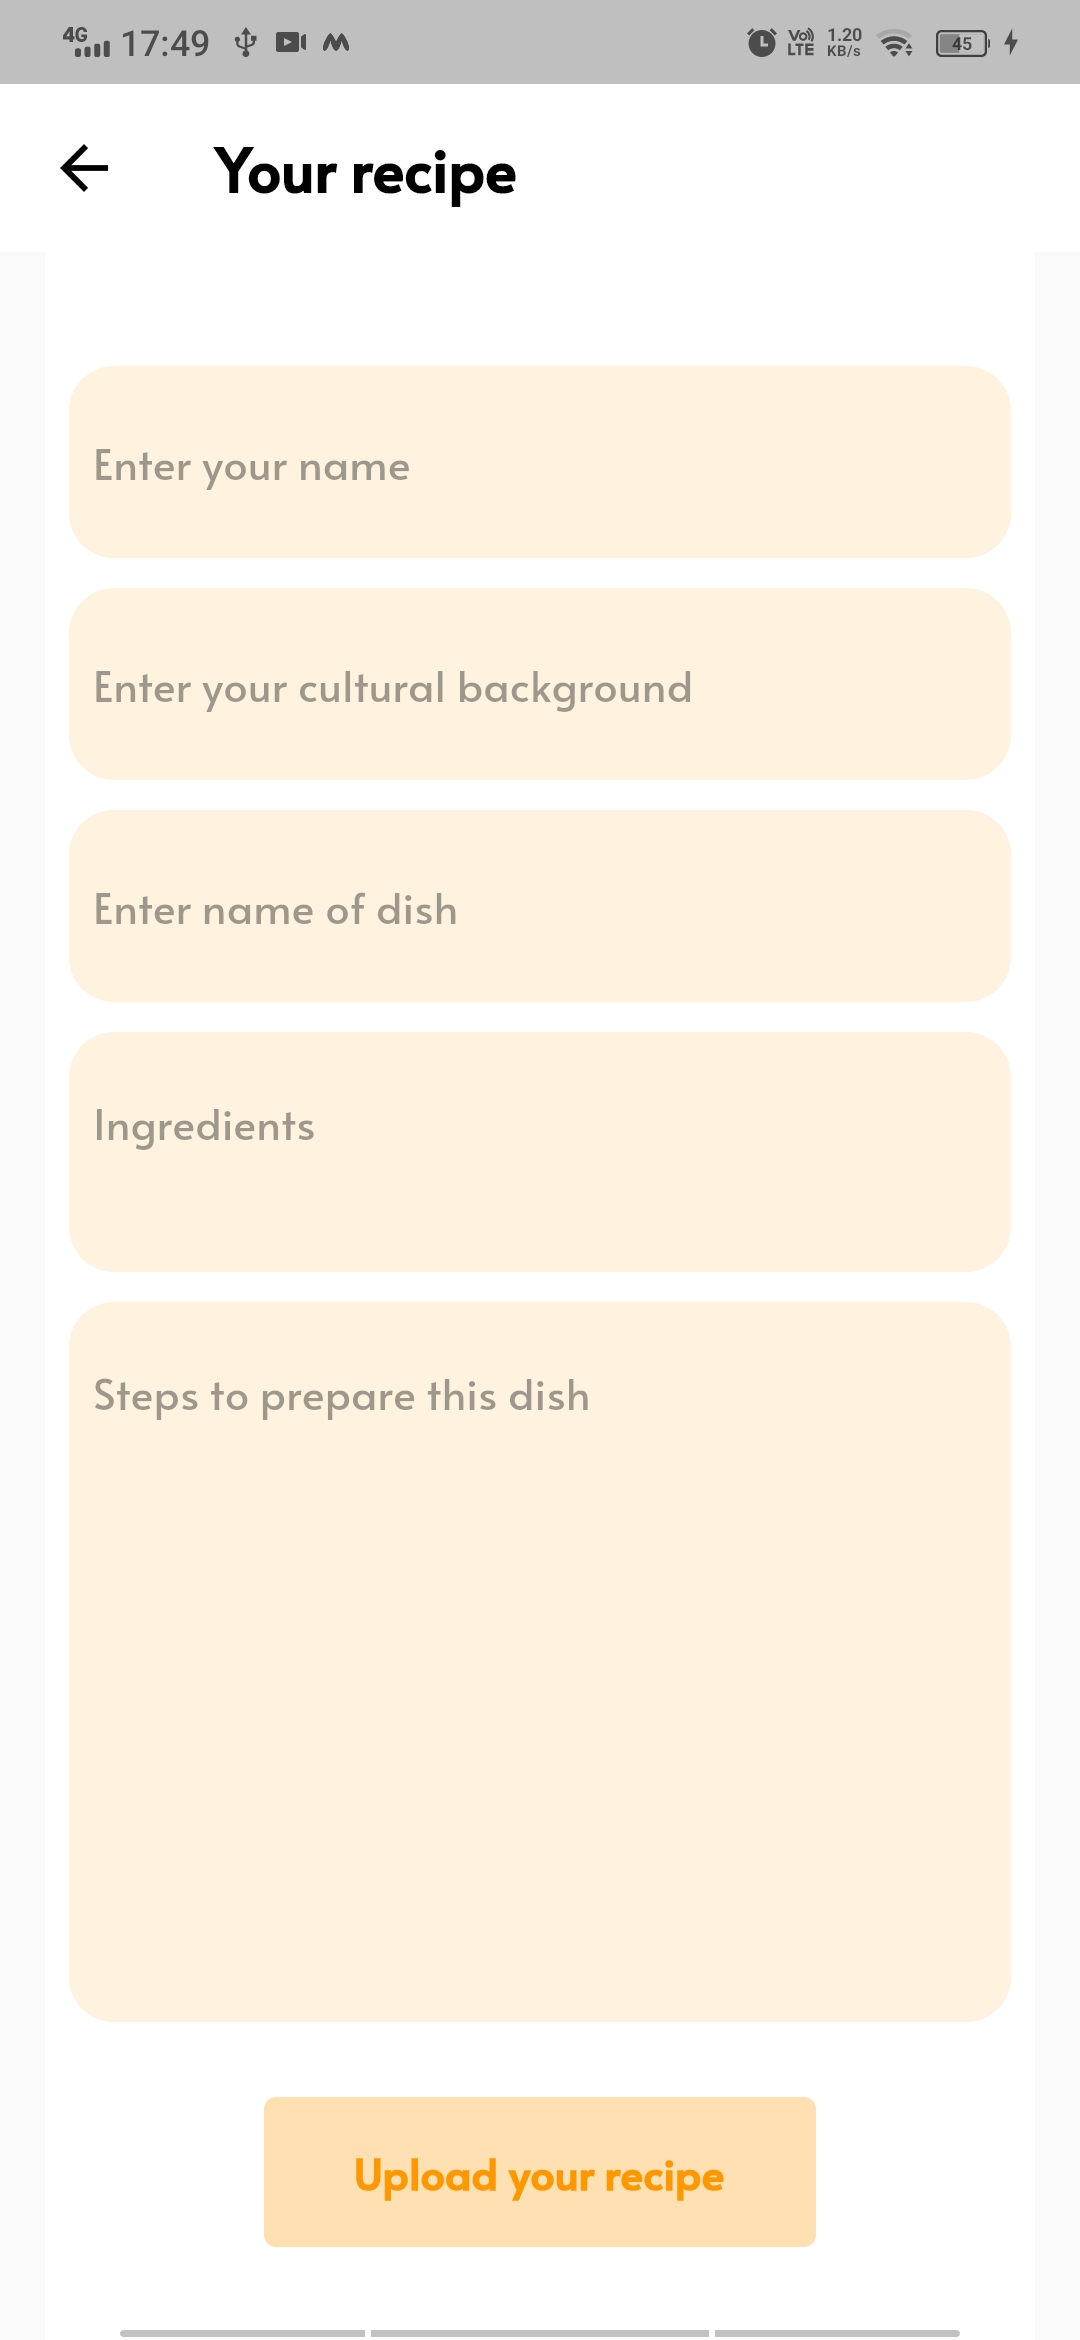 4G 17:49 Vo)) LTE 1.20 KB/s 45
Your recipe
Enter your name
Enter your cultural background
Enter name of dish
Ingredients
Steps to prepare this dish
Upload your recipe